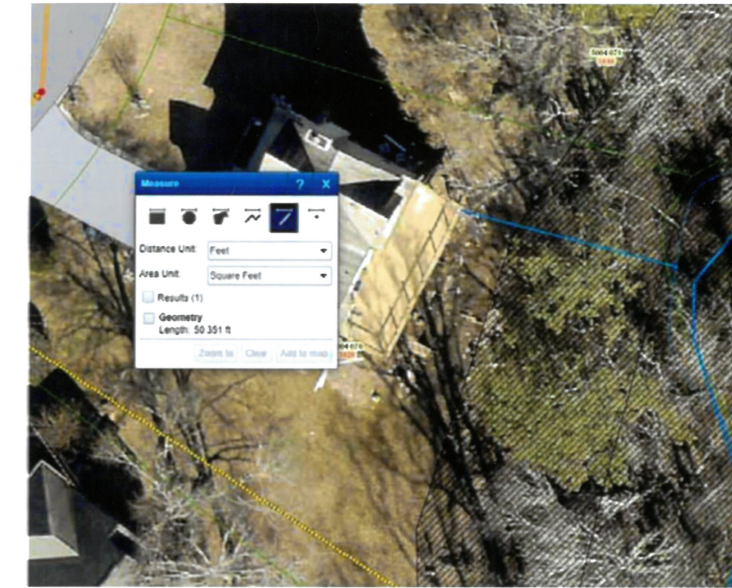 Measure ? X
Distance Unit: Feet
Area Unit: Square Feet
Results (1)
Geometry
Length: 50.351 ft
Zoom to Clear Add to map